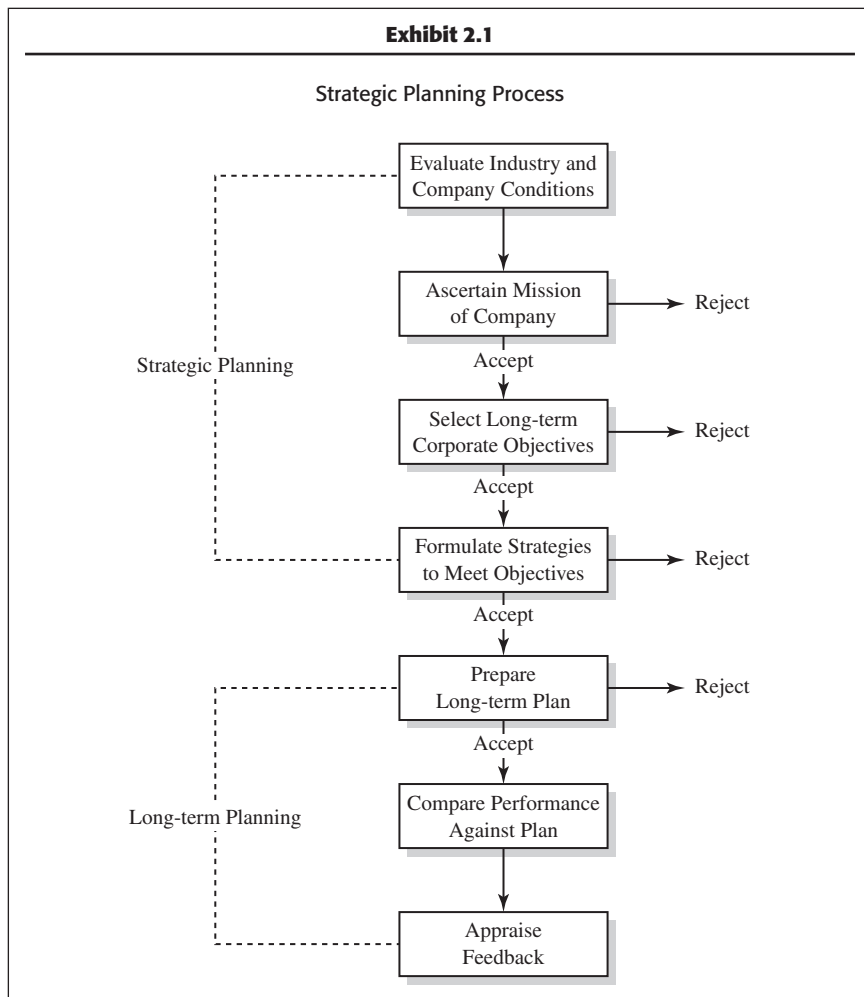 Exhibit 2.1
Strategic Planning Process
Evaluate Industry and
Company Conditions
Ascertain Mission
of Company
Reject
Accept
Strategic Planning
Select Long-term
Corporate Objectives
Reject
Accept
Formulate Strategies
to Meet Objectives
Reject
Accept
Prepare
Long-term Plan
Reject
Accept
Long-term Planning
Compare Performance
Against Plan
Appraise
Feedback